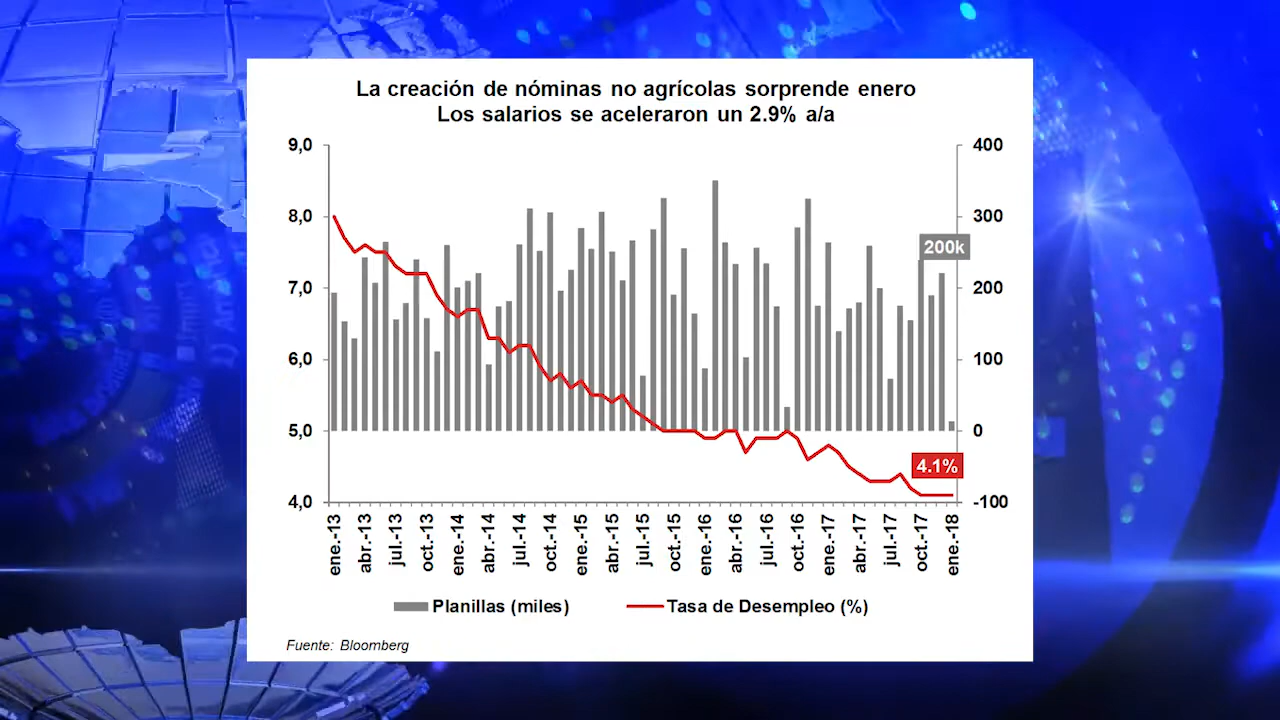 La creación de nóminas no agrícolas sorprende enero
Los salarios se aceleraron un 2.9% a/a
9,0
8,0
7,0
6,0
5,0
4,0
400
300
200
100
0
-100
200k
4.1%
ene.-13
abr.-13
jul.-13
oct.-13
ene.-14
abr.-14
jul.-14
oct.-14
ene.-15
abr.-15
jul.-15
oct.-15
ene.-16
abr.-16
jul.-16
oct.-16
ene.-17
abr.-17
jul.-17
oct.-17
ene.-18
Planillas (miles)
Tasa de Desempleo (%)
Fuente: Bloomberg